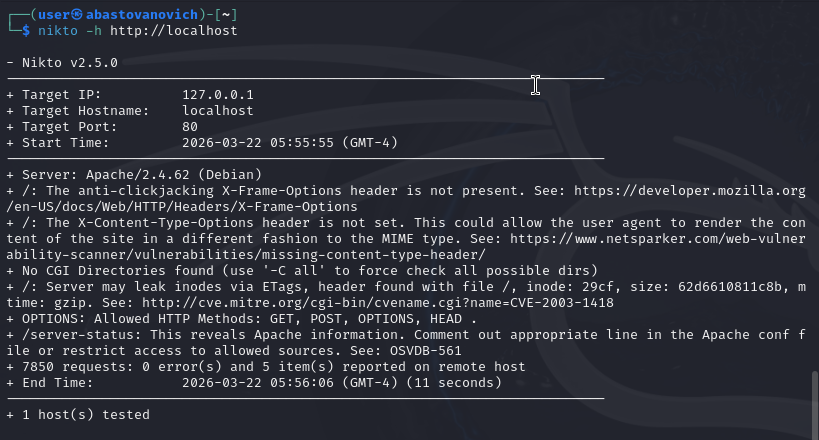 ┌──(user㉿abastovanovich)-[~]
└─$ nikto -h http://localhost
- Nikto v2.5.0
+ Target IP:          127.0.0.1
+ Target Hostname:    localhost
+ Target Port:        80
+ Start Time:         2026-03-22 05:55:55 (GMT-4)
+ Server: Apache/2.4.62 (Debian)
+ /: The anti-clickjacking X-Frame-Options header is not present. See: https://developer.mozilla.org
/en-US/docs/Web/HTTP/Headers/X-Frame-Options
+ /: The X-Content-Type-Options header is not set. This could allow the user agent to render the con
tent of the site in a different fashion to the MIME type. See: https://www.netsparker.com/web-vulner
ability-scanner/vulnerabilities/missing-content-type-header/
+ No CGI Directories found (use '-C all' to force check all possible dirs)
+ /: Server may leak inodes via ETags, header found with file /, inode: 29cf, size: 62d6610811c8b, m
time: gzip. See: http://cve.mitre.org/cgi-bin/cvename.cgi?name=CVE-2003-1418
+ OPTIONS: Allowed HTTP Methods: GET, POST, OPTIONS, HEAD .
+ /server-status: This reveals Apache information. Comment out appropriate line in the Apache conf f
ile or restrict access to allowed sources. See: OSVDB-561
+ 7850 requests: 0 error(s) and 5 item(s) reported on remote host
+ End Time:           2026-03-22 05:56:06 (GMT-4) (11 seconds)
+ 1 host(s) tested